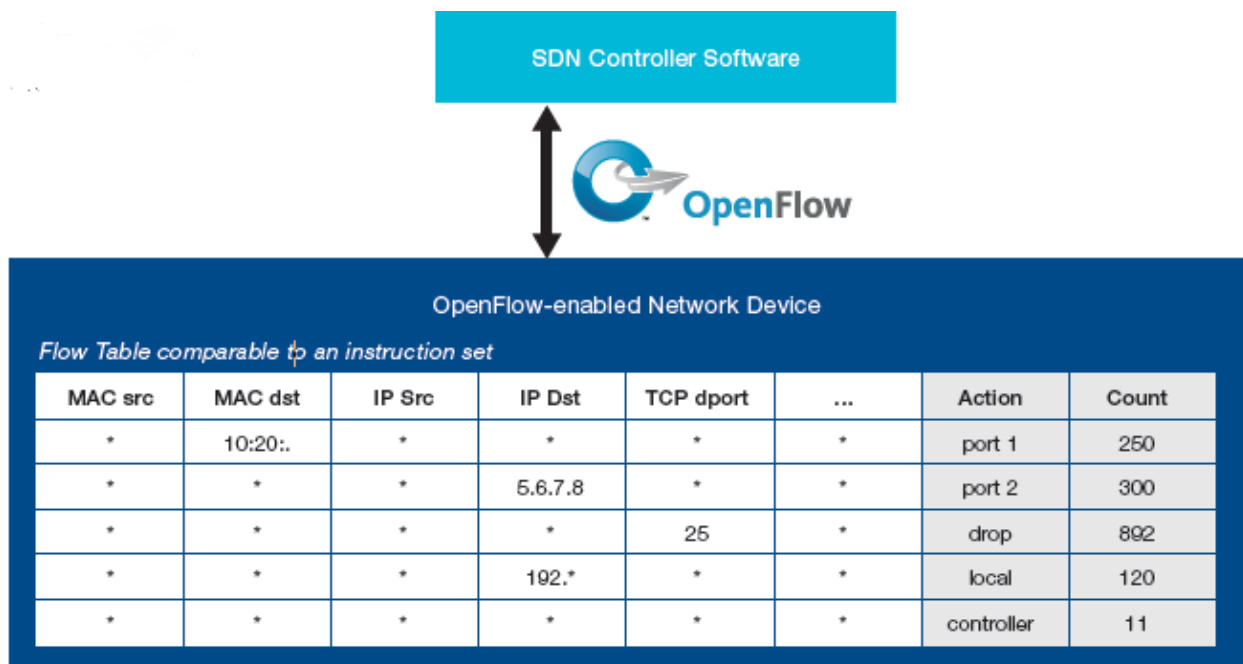 SDN Controller Software
OpenFlow
™
OpenFlow-enabled Network Device
Flow Table comparable to an instruction set
MAC src MAC dst IP Src IP Dst TCP dport ... Action Count
* 10:20:. * * * * port 1 250
* * * 5.6.7.8 * * port 2 300
* * * * 25 * drop 892
* * * 192.* * * local 120
* * * * * * controller 11